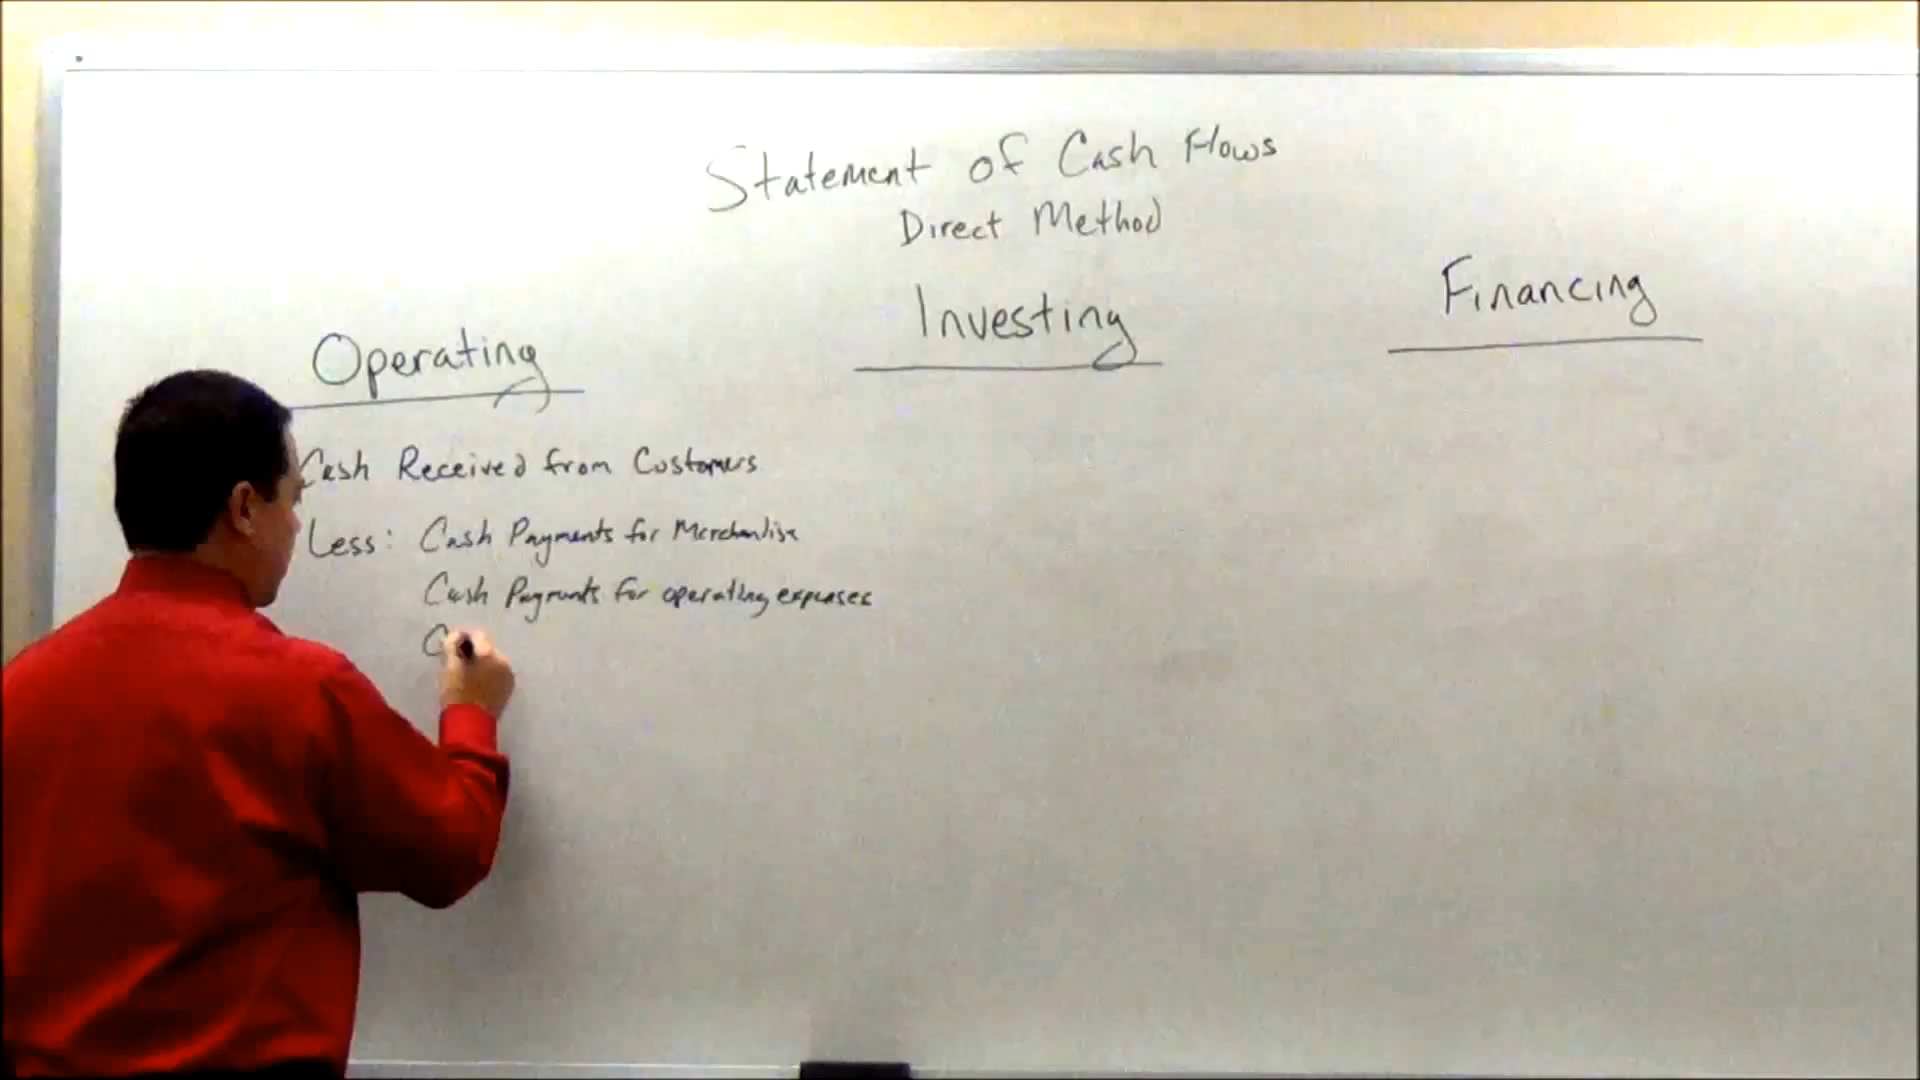 Statement of Cash Flows
Direct Method
Operating
Investing
Financing
Cash Received from Customers
Less: Cash Payments for Merchandise
Cash Payments for operating expenses
C